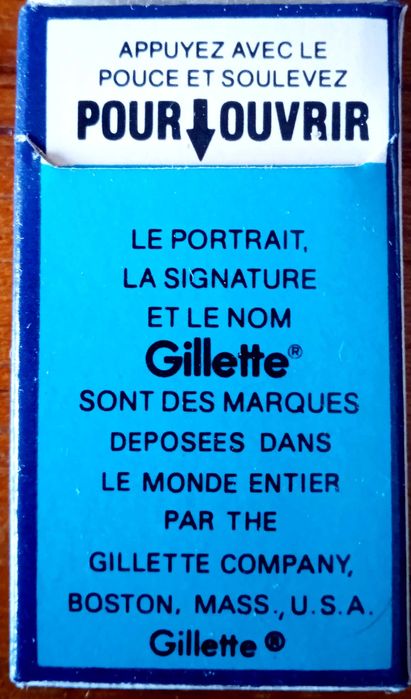 APPUYEZ AVEC LE
POUCE ET SOULEVEZ
POUR OUVRIR
LE PORTRAIT,
LA SIGNATURE
ET LE NOM
Gillette®
SONT DES MARQUES
DEPOSEES DANS
LE MONDE ENTIER
PAR THE
GILLETTE COMPANY,
BOSTON, MASS., U.S.A.
Gillette ®